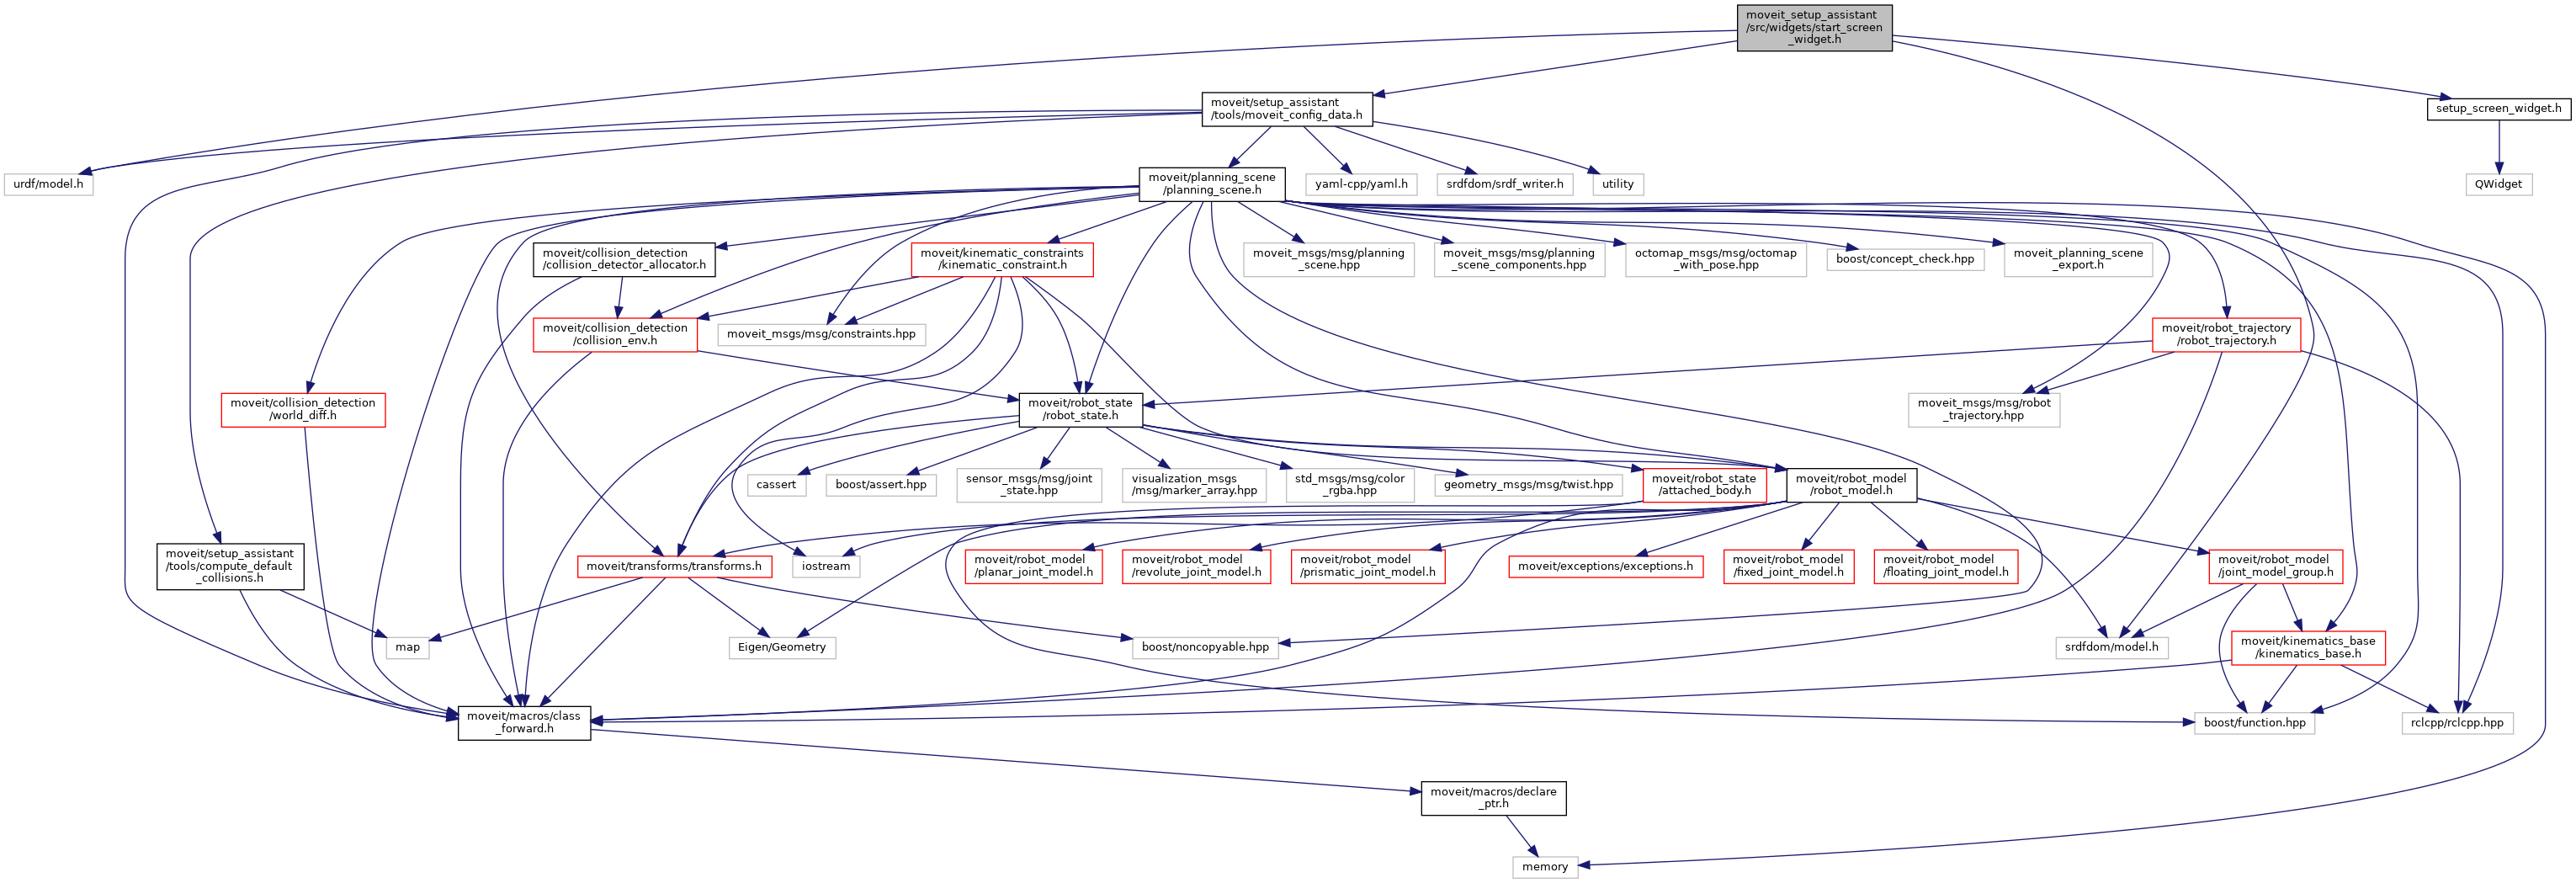 moveit_setup_assistant
/src/widgets/start_screen
_widget.h
moveit/setup_assistant
/tools/moveit_config_data.h
setup_screen_widget.h
urdf/model.h
moveit/planning_scene
/planning_scene.h
yaml-cpp/yaml.h
srdfdom/srdf_writer.h
utility
QWidget
moveit/collision_detection
/collision_detector_allocator.h
moveit/kinematic_constraints
/kinematic_constraint.h
moveit_msgs/msg/planning
_scene.hpp
moveit_msgs/msg/planning
_scene_components.hpp
octomap_msgs/msg/octomap
_with_pose.hpp
boost/concept_check.hpp
moveit_planning_scene
_export.h
moveit/collision_detection
/collision_env.h
moveit_msgs/msg/constraints.hpp
moveit/robot_trajectory
/robot_trajectory.h
moveit/collision_detection
/world_diff.h
moveit/robot_state
/robot_state.h
moveit_msgs/msg/robot
_trajectory.hpp
cassert
boost/assert.hpp
sensor_msgs/msg/joint
_state.hpp
visualization_msgs
/msg/marker_array.hpp
std_msgs/msg/color
_rgba.hpp
geometry_msgs/msg/twist.hpp
moveit/robot_state
/attached_body.h
moveit/robot_model
/robot_model.h
moveit/setup_assistant
/tools/compute_default
_collisions.h
moveit/transforms/transforms.h
iostream
moveit/robot_model
/planar_joint_model.h
moveit/robot_model
/revolute_joint_model.h
moveit/robot_model
/prismatic_joint_model.h
moveit/exceptions/exceptions.h
moveit/robot_model
/fixed_joint_model.h
moveit/robot_model
/floating_joint_model.h
moveit/robot_model
/joint_model_group.h
map
Eigen/Geometry
boost/noncopyable.hpp
srdfdom/model.h
moveit/kinematics_base
/kinematics_base.h
moveit/macros/class
_forward.h
boost/function.hpp
rclcpp/rclcpp.hpp
moveit/macros/declare
_ptr.h
memory